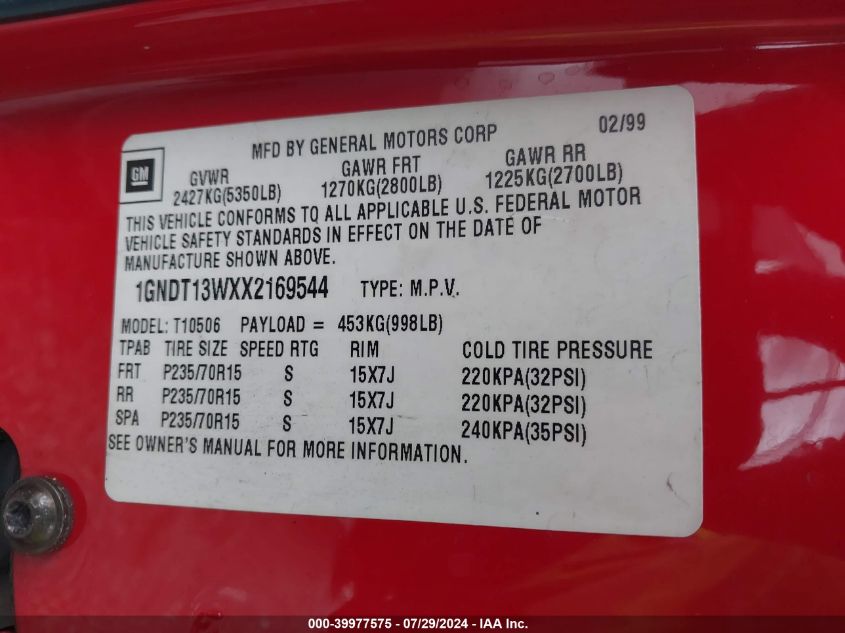 MFD BY GENERAL MOTORS CORP 02/99
GM
GVWR GAWR FRT GAWR RR
2427KG(5350LB) 1270KG(2800LB) 1225KG(2700LB)
THIS VEHICLE CONFORMS TO ALL APPLICABLE U.S. FEDERAL MOTOR
VEHICLE SAFETY STANDARDS IN EFFECT ON THE DATE OF
MANUFACTURE SHOWN ABOVE.
1GNDT13WXX2169544 TYPE: M.P.V.
MODEL: T10506 PAYLOAD = 453KG(998LB)
TPAB TIRE SIZE SPEED RTG RIM COLD TIRE PRESSURE
FRT P235/70R15 S 15X7J 220KPA(32PSI)
RR P235/70R15 S 15X7J 220KPA(32PSI)
SPA P235/70R15 S 15X7J 240KPA(35PSI)
SEE OWNER'S MANUAL FOR MORE INFORMATION.
000-39977575 - 07/29/2024 - IAA Inc.